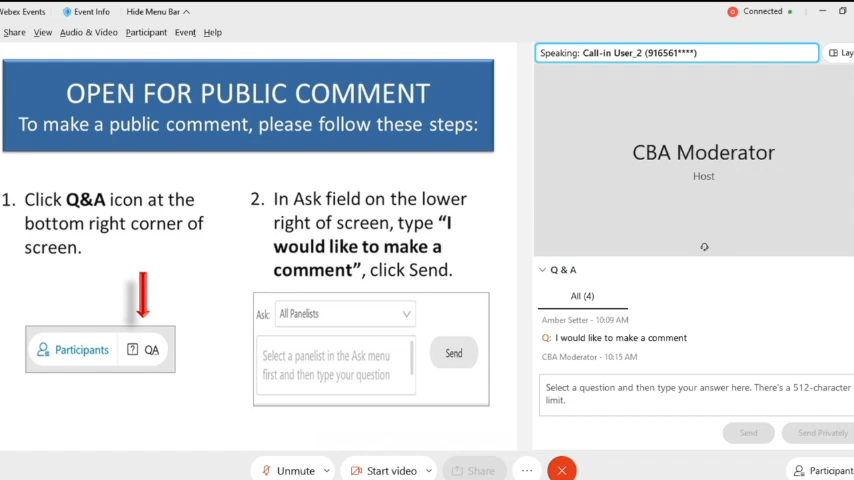 Webex Events Event Info Hide Menu Bar Connected
Share View Audio & Video Participant Event Help
Speaking: Call-in User_2 (916561****) Lay
OPEN FOR PUBLIC COMMENT
To make a public comment, please follow these steps:
1. Click Q&A icon at the
bottom right corner of
screen.
Participants QA
2. In Ask field on the lower
right of screen, type “I
would like to make a
comment”, click Send.
Ask: All Panelists
Select a panelist in the Ask menu
first and then type your question
Send
CBA Moderator
Host
Q & A
All (4)
Amber Setter - 10:09 AM
Q: I would like to make a comment
CBA Moderator - 10:15 AM
Select a question and then type your answer here. There's a 512-character
limit.
Send Send Privately
Unmute Start video Share ... Participant